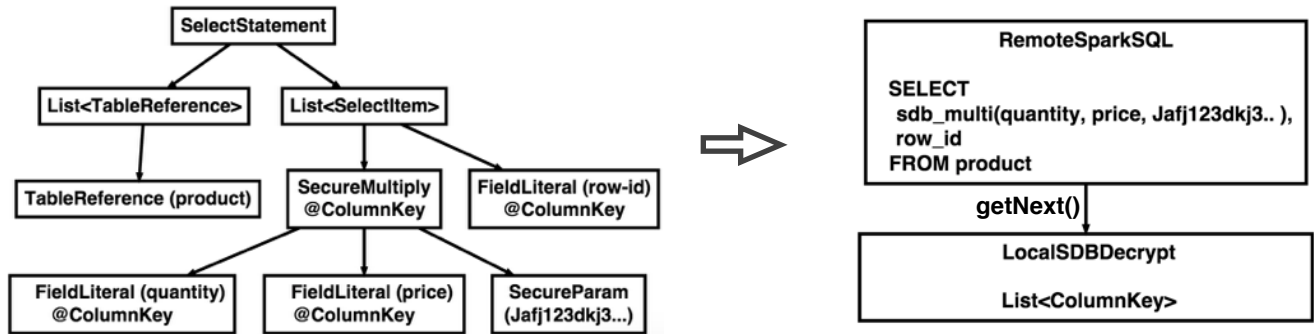 SelectStatement
List<TableReference>
List<SelectItem>
TableReference (product)
SecureMultiply
@ColumnKey
FieldLiteral (row-id)
@ColumnKey
FieldLiteral (quantity)
@ColumnKey
FieldLiteral (price)
@ColumnKey
SecureParam
(Jafj123dkj3...)
RemoteSparkSQL
SELECT
sdb_multi(quantity, price, Jafj123dkj3.. ),
row_id
FROM product
getNext()
LocalSDBDecrypt
List<ColumnKey>